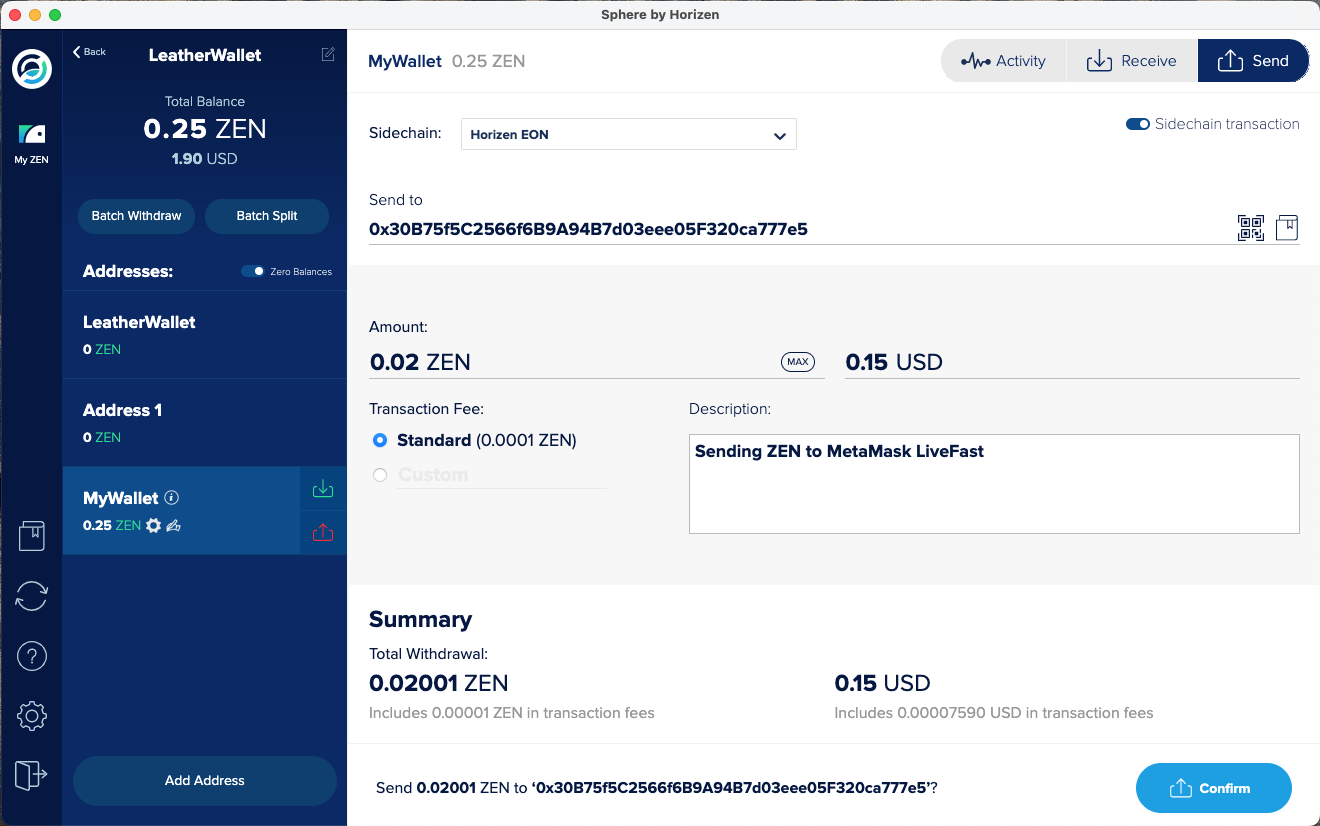 Sphere by Horizen
My ZEN
Back
LeatherWallet
Total Balance
0.25 ZEN
1.90 USD
Batch Withdraw
Batch Split
Addresses:
Zero Balances
LeatherWallet
0 ZEN
Address 1
0 ZEN
MyWallet
0.25 ZEN
Add Address
MyWallet 0.25 ZEN
Activity
Receive
Send
Sidechain:
Horizen EON
Sidechain transaction
Send to
0x30B75f5C2566f6B9A94B7d03eee05F320ca777e5
Amount:
0.02 ZEN
MAX
0.15 USD
Transaction Fee:
Standard (0.0001 ZEN)
Custom
Description:
Sending ZEN to MetaMask LiveFast
Summary
Total Withdrawal:
0.02001 ZEN
Includes 0.00001 ZEN in transaction fees
0.15 USD
Includes 0.00007590 USD in transaction fees
Send 0.02001 ZEN to ‘0x30B75f5C2566f6B9A94B7d03eee05F320ca777e5’?
Confirm